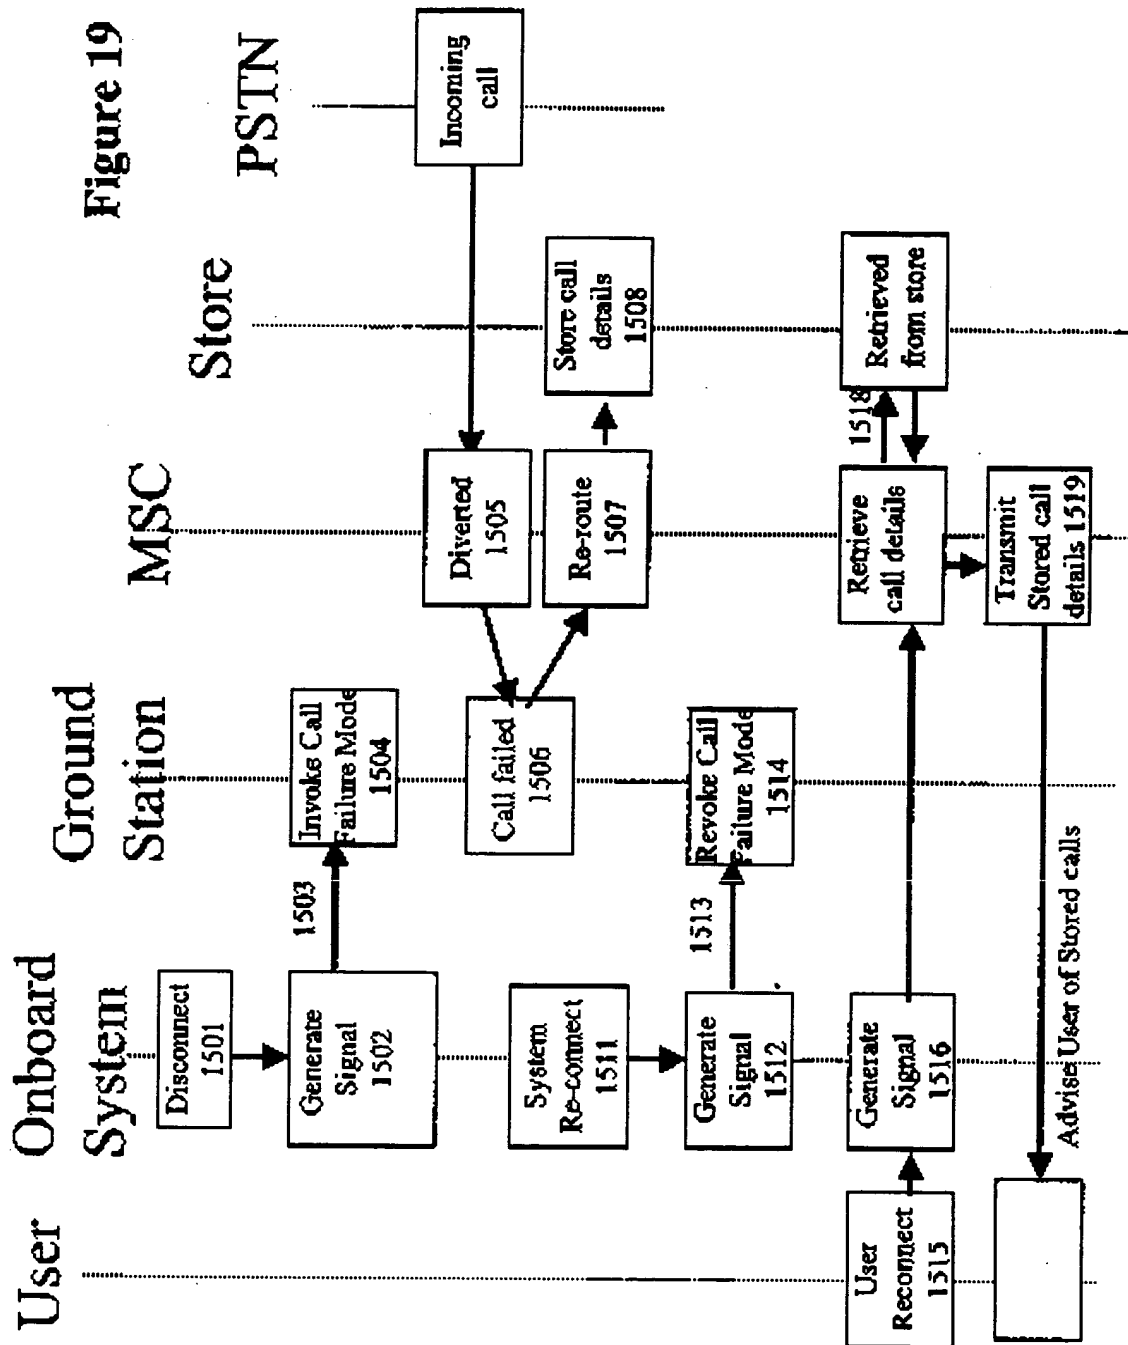 Figure 19
User
Onboard
System
Ground
Station
MSC
Store
PSTN
Disconnect
1501
Generate
Signal
1502
1503
Invoke Call
Failure Mode
1504
Incoming
call
Diverted
1505
Call failed
1506
Re-route
1507
Store call
details
1508
System
Re-connect
1511
Generate
Signal
1512
1513
Revoke Call
Failure Mode
1514
User
Reconnect
1515
Generate
Signal
1516
Retrieve
call details
1518
Retrieved
from store
Transmit
Stored call
details 1519
Advise User of Stored calls